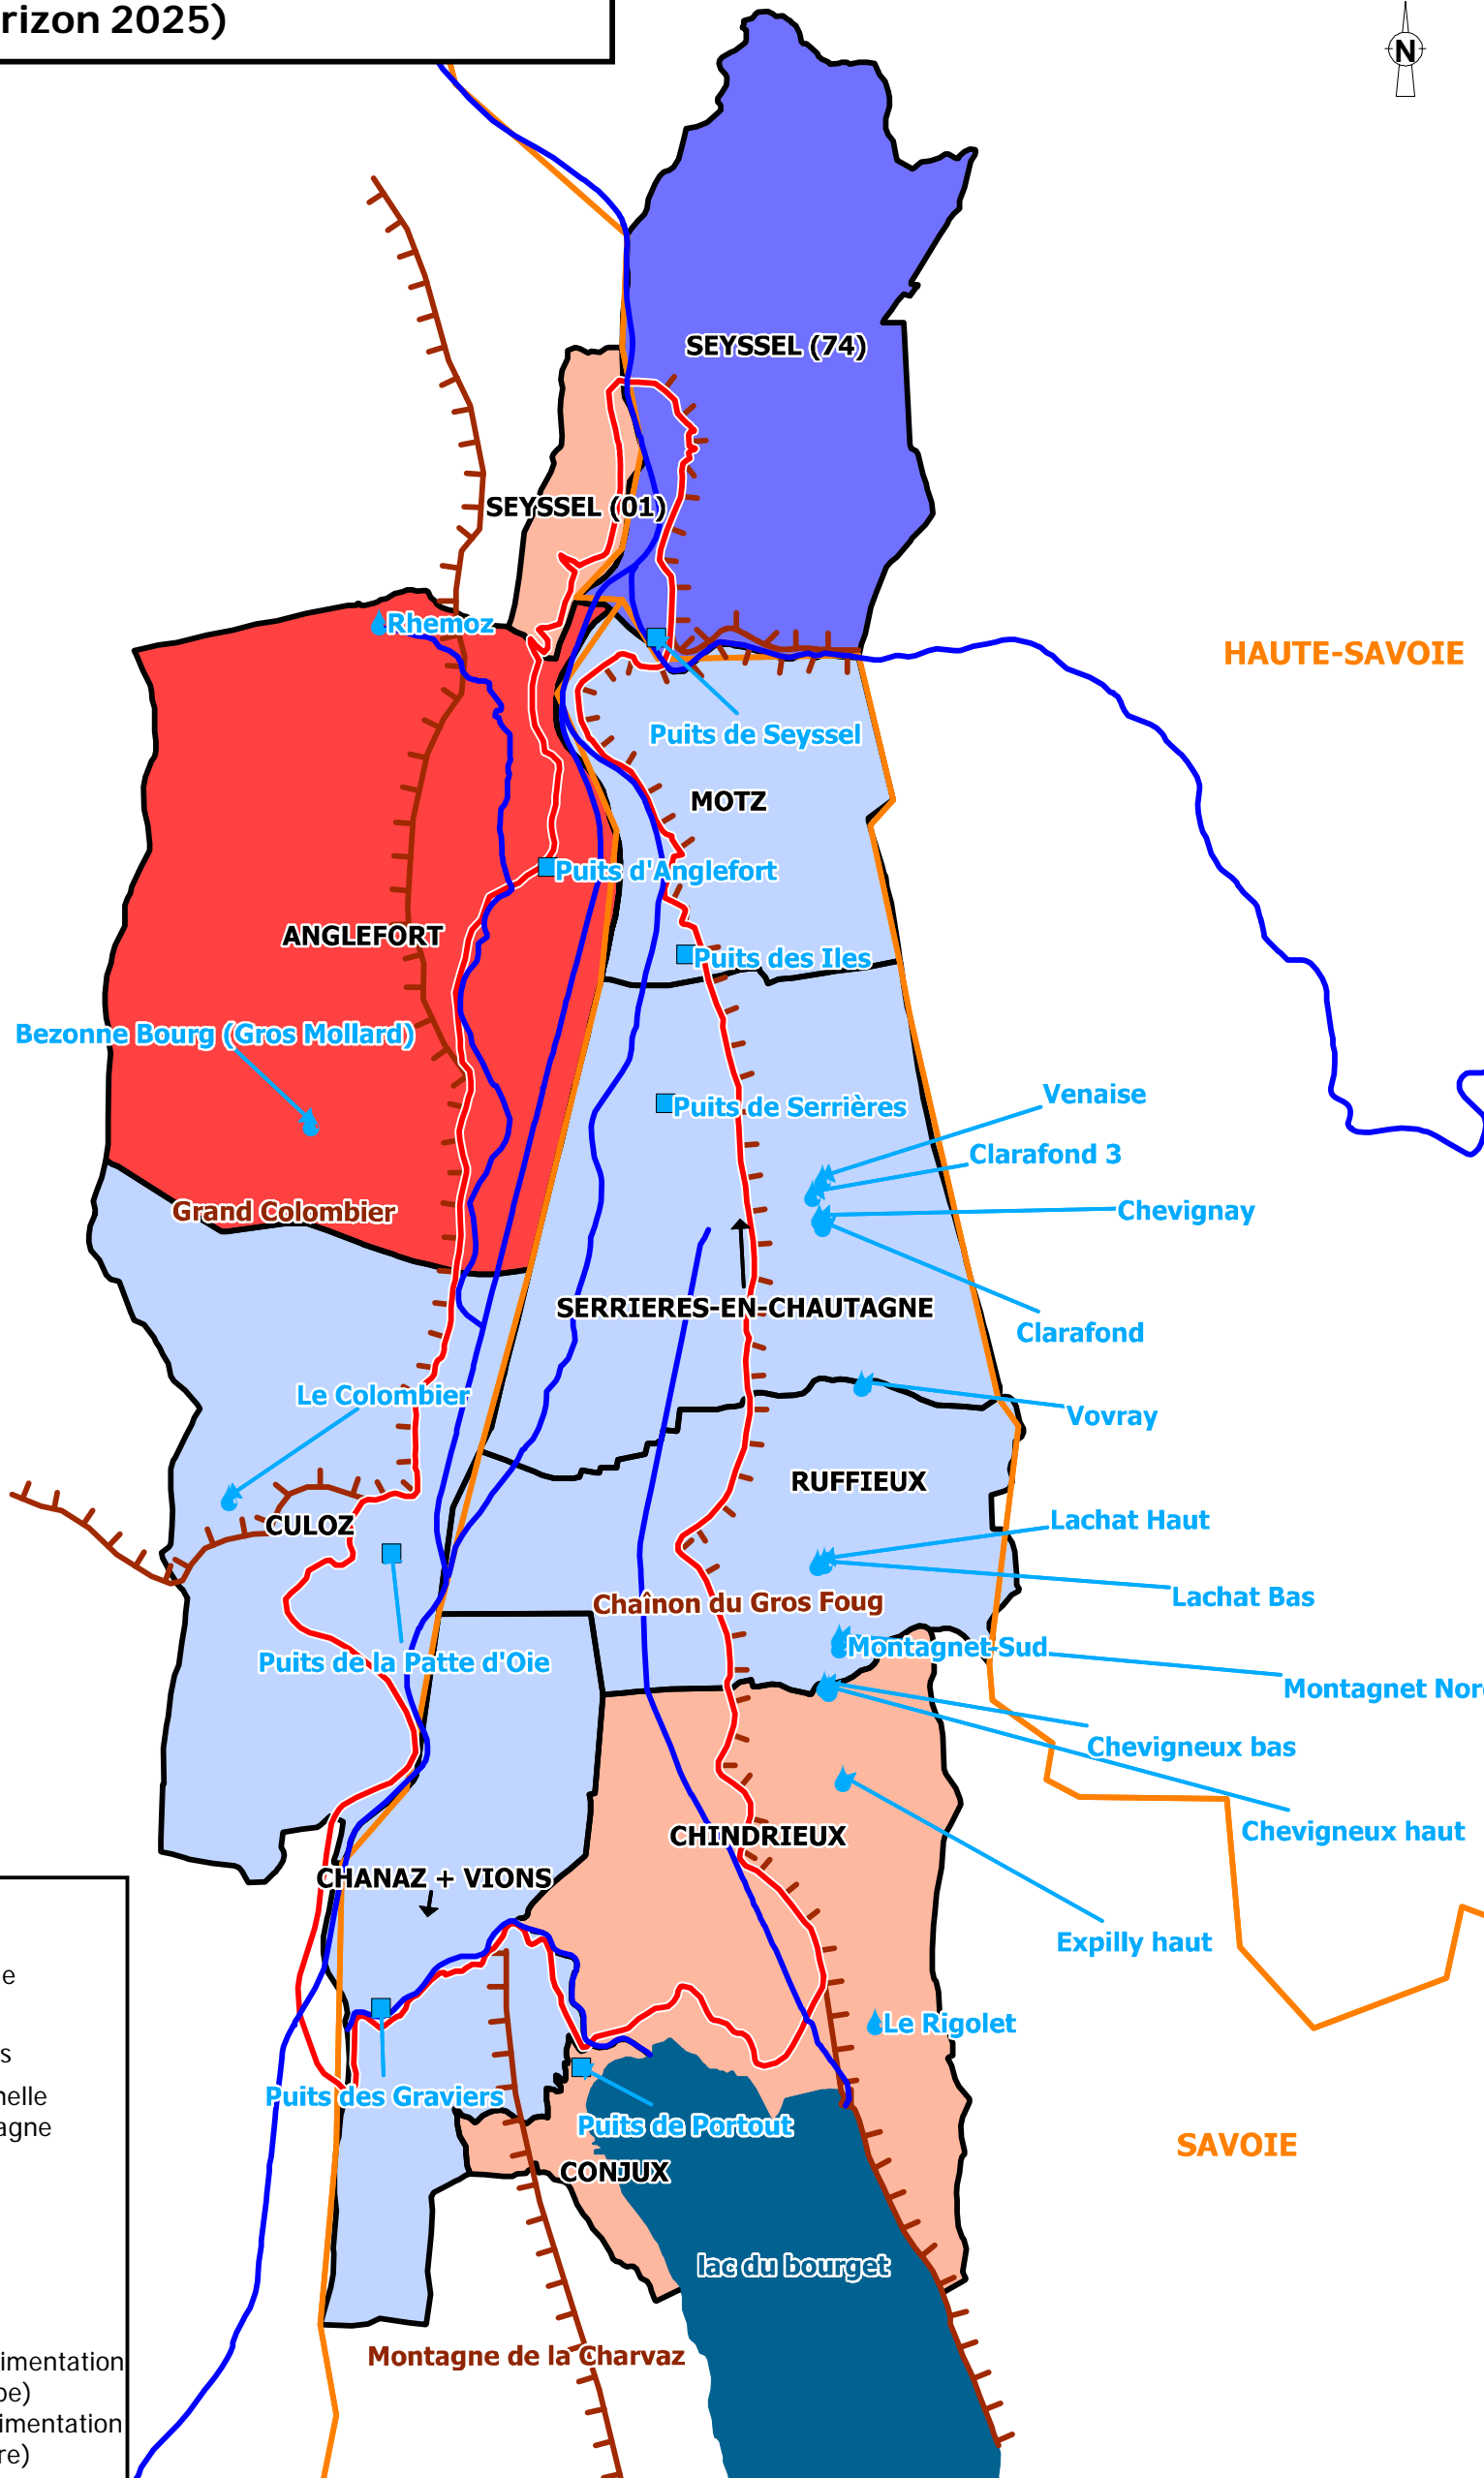 rizon 2025)
N
SEYSSEL (74)
SEYSSEL (01)
Rhemoz
HAUTE-SAVOIE
Puits de Seyssel
MOTZ
Puits d'Anglefort
ANGLEFORT
Puits des Iles
Bezonne Bourg (Gros Mollard)
Venaise
Puits de Serrières
Clarafond 3
Grand Colombier
Chevignay
SERRIERES-EN-CHAUTAGNE
Clarafond
Le Colombier
Vovray
RUFFIEUX
CULOZ
Lachat Haut
Lachat Bas
Chaînon du Gros Foug
Montagnet Sud
Puits de la Patte d'Oie
Montagnet Nor
Chevigneux bas
Chevigneux haut
CHINDRIEUX
CHANAZ + VIONS
Expilly haut
e
Le Rigolet
s
nelle
Puits des Graviers
agne
Puits de Portout
SAVOIE
CONJUX
lac du bourget
Montagne de la Charvaz
imentation
pe)
imentation
re)